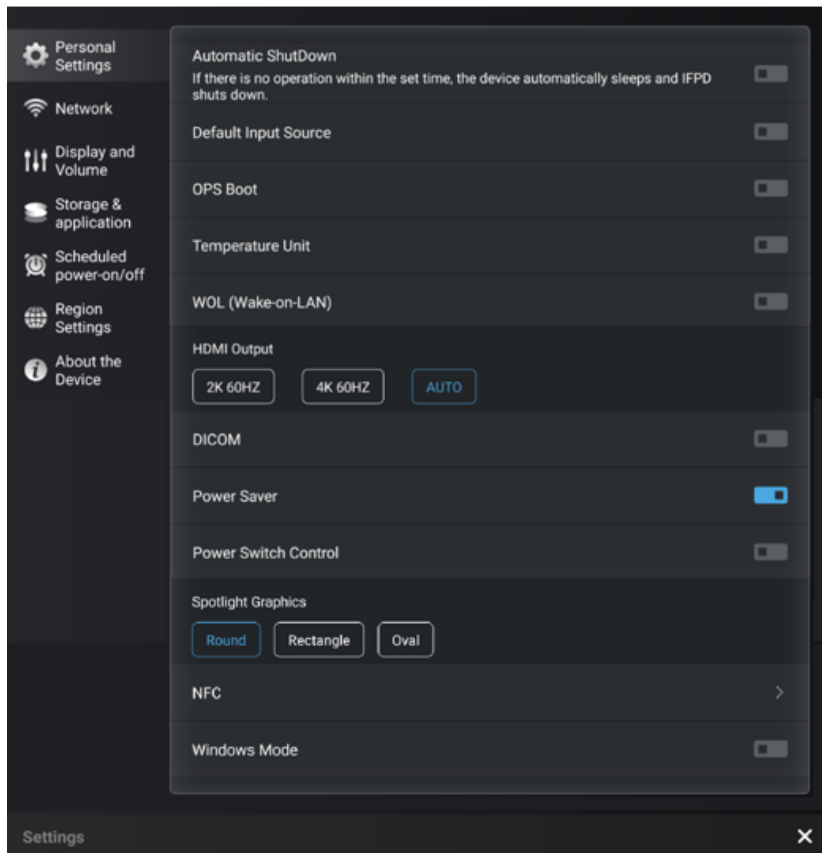 Personal
Settings
Network
Display and
Volume
Storage &
application
Scheduled
power-on/off
Region
Settings
About the
Device
Automatic ShutDown
If there is no operation within the set time, the device automatically sleeps and IFPD
shuts down.
Default Input Source
OPS Boot
Temperature Unit
WOL (Wake-on-LAN)
HDMI Output
2K 60HZ 4K 60HZ AUTO
DICOM
Power Saver
Power Switch Control
Spotlight Graphics
Round Rectangle Oval
NFC
Windows Mode
Settings